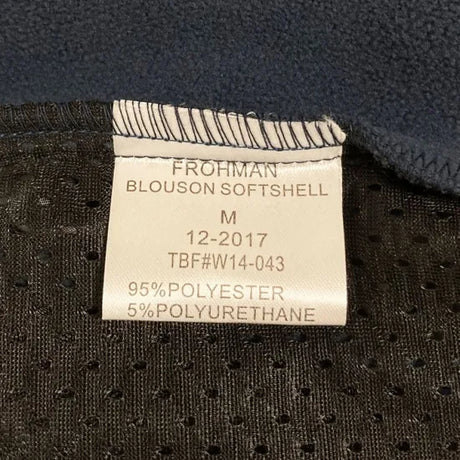 FROHMAN
BLOUSON SOFTSHELL
M
12-2017
TBF#W14-043
95%POLYESTER
5%POLYURETHANE